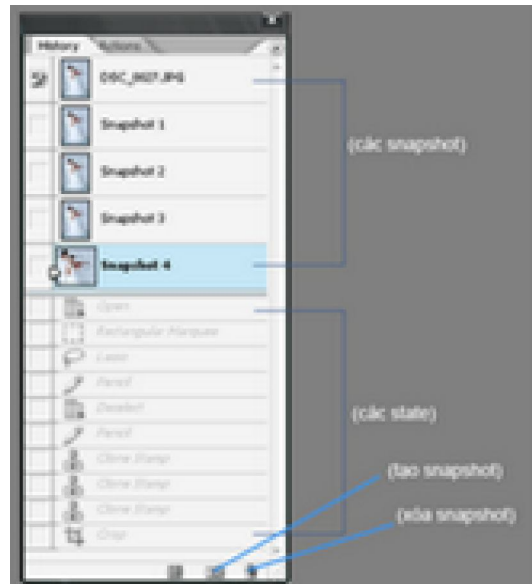 History Actions
DSC_0027.JPG
Snapshot 1
Snapshot 2
(các snapshot)
Snapshot 3
Snapshot 4
Open
Rectangular Marquee
Lasso
Pencil
Deselect
(các state)
Pencil
Clone Stamp
(tạo snapshot)
Clone Stamp
Clone Stamp
(xóa snapshot)
Crop